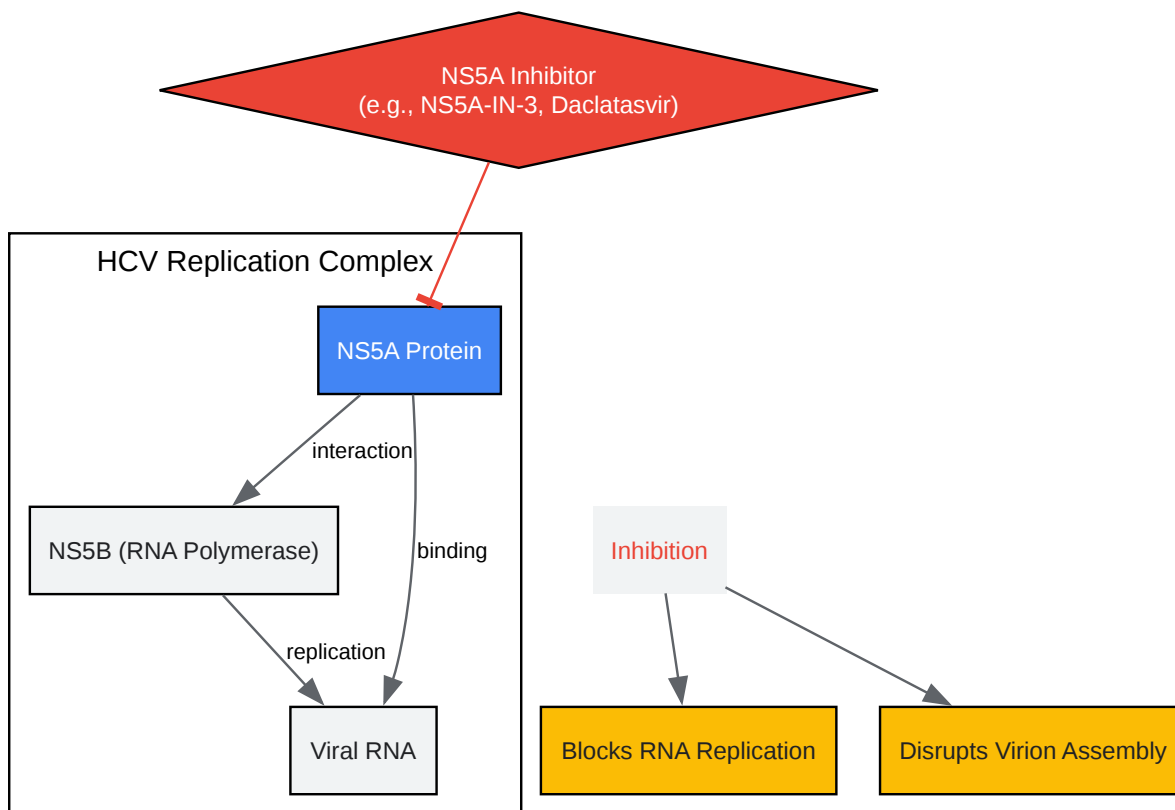 NS5A Inhibitor
(e.g., NS5A-IN-3, Daclatasvir)
HCV Replication Complex
NS5A Protein
interaction
NS5B (RNA Polymerase)
binding
Inhibition
replication
Viral RNA
Blocks RNA Replication
Disrupts Virion Assembly